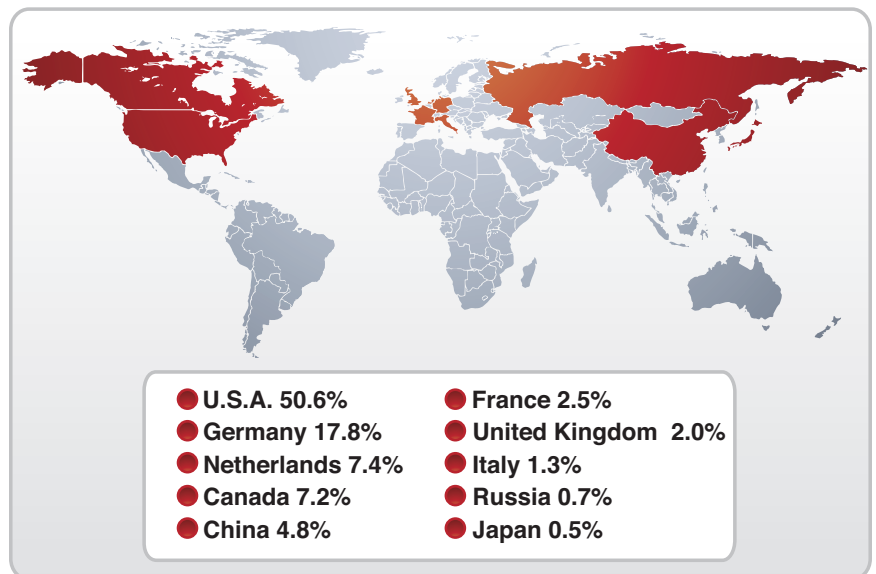 U.S.A. 50.6%
Germany 17.8%
Netherlands 7.4%
Canada 7.2%
China 4.8%
France 2.5%
United Kingdom 2.0%
Italy 1.3%
Russia 0.7%
Japan 0.5%